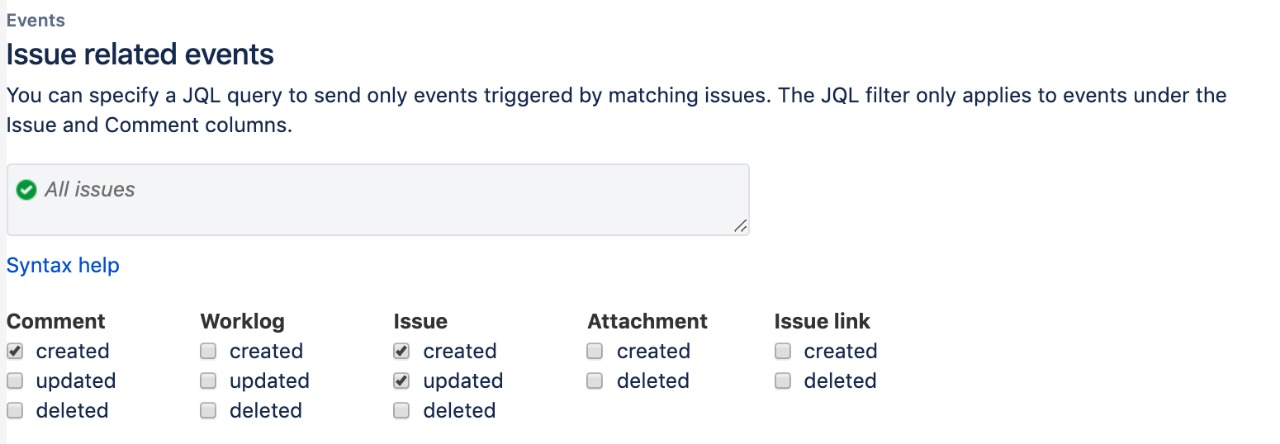 Events
Issue related events
You can specify a JQL query to send only events triggered by matching issues. The JQL filter only applies to events under the
Issue and Comment columns.
All issues
Syntax help
Comment Worklog Issue Attachment Issue link
created created created created created
updated updated updated deleted deleted
deleted deleted deleted